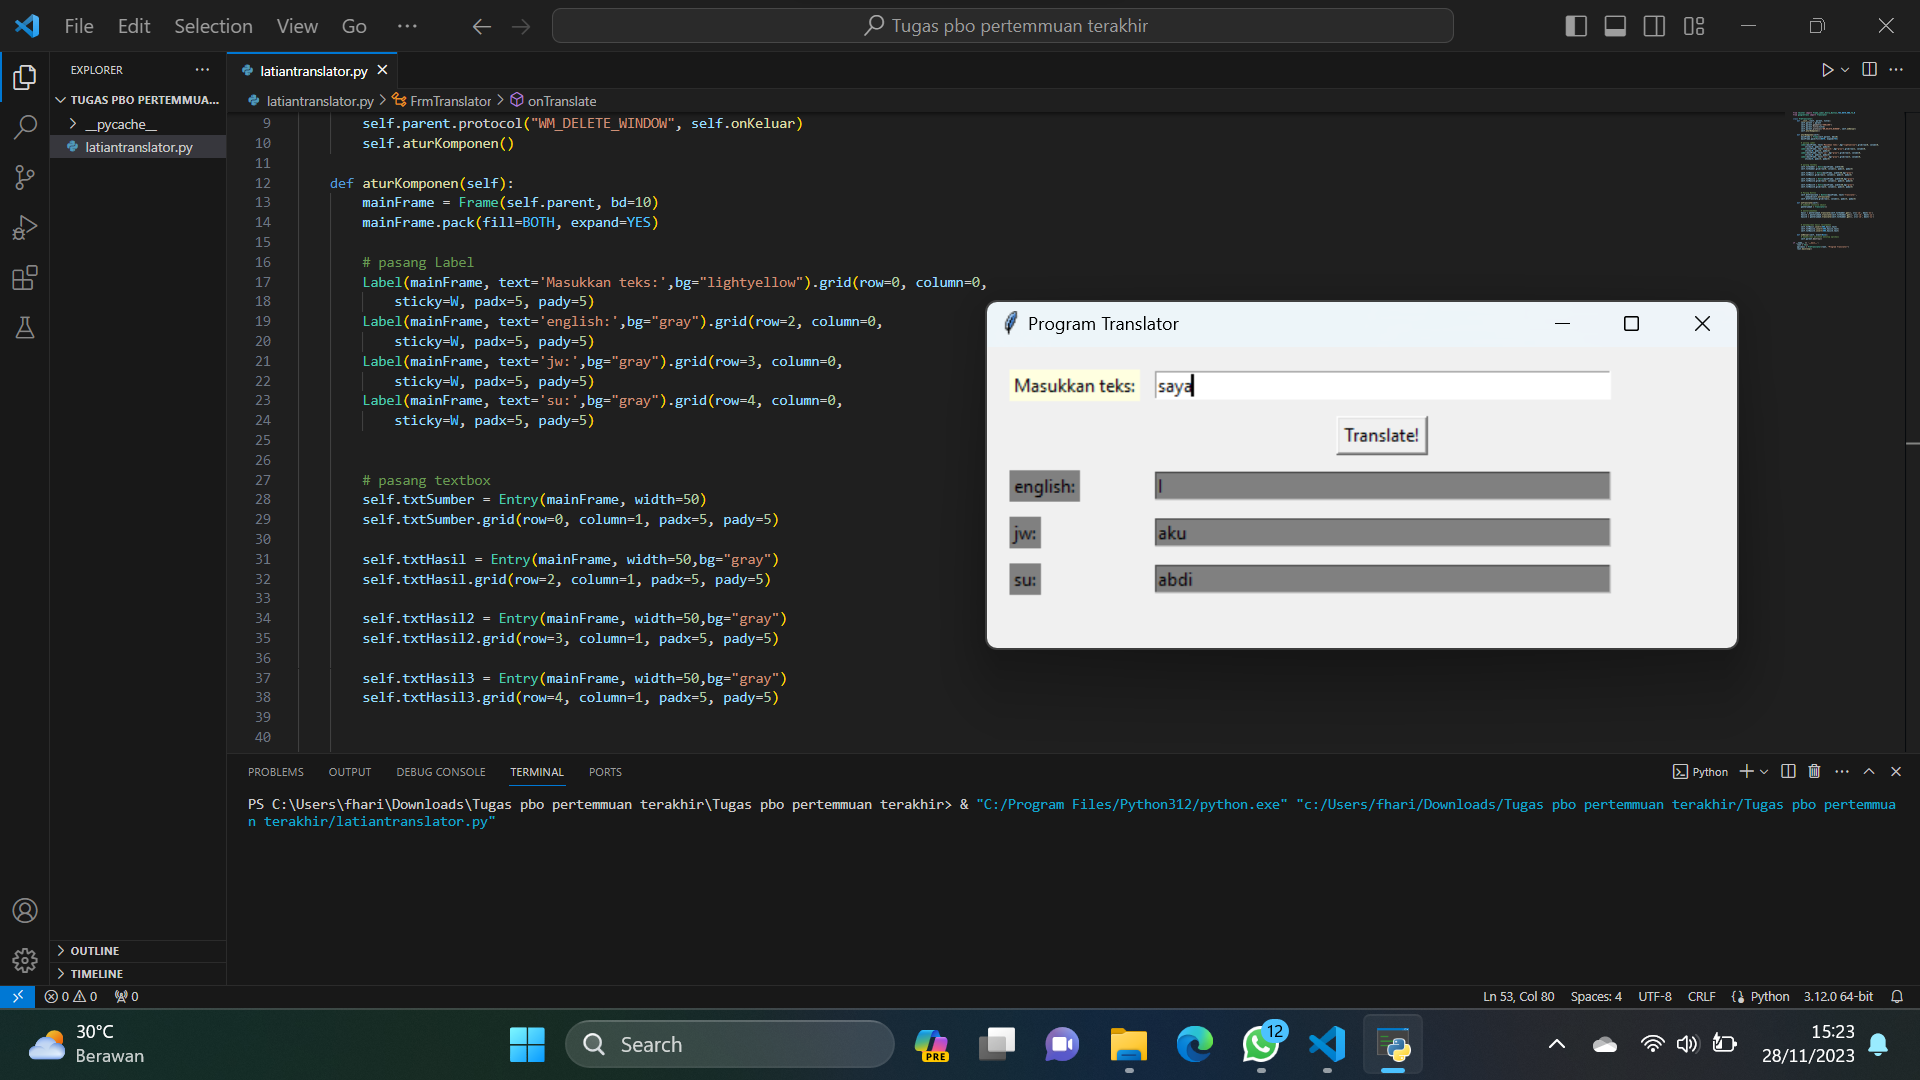 File Edit Selection View Go ···
Tugas pbo pertemmuan terakhir
EXPLORER
latiantranslator.py
TUGAS PBO PERTEMMUA...
latiantranslator.py > FrmTranslator > onTranslate
__pycache__
latiantranslator.py
9 self.parent.protocol("WM_DELETE_WINDOW", self.onKeluar)
10 self.aturKomponen()
11
12 def aturKomponen(self):
13 mainFrame = Frame(self.parent, bd=10)
14 mainFrame.pack(fill=BOTH, expand=YES)
15
16 # pasang Label
17 Label(mainFrame, text='Masukkan teks:',bg="lightyellow").grid(row=0, column=0,
18 sticky=W, padx=5, pady=5)
19 Label(mainFrame, text='english:',bg="gray").grid(row=2, column=0,
20 sticky=W, padx=5, pady=5)
21 Label(mainFrame, text='jw:',bg="gray").grid(row=3, column=0,
22 sticky=W, padx=5, pady=5)
23 Label(mainFrame, text='su:',bg="gray").grid(row=4, column=0,
24 sticky=W, padx=5, pady=5)
25
26
27 # pasang textbox
28 self.txtSumber = Entry(mainFrame, width=50)
29 self.txtSumber.grid(row=0, column=1, padx=5, pady=5)
30
31 self.txtHasil = Entry(mainFrame, width=50,bg="gray")
32 self.txtHasil.grid(row=2, column=1, padx=5, pady=5)
33
34 self.txtHasil2 = Entry(mainFrame, width=50,bg="gray")
35 self.txtHasil2.grid(row=3, column=1, padx=5, pady=5)
36
37 self.txtHasil3 = Entry(mainFrame, width=50,bg="gray")
38 self.txtHasil3.grid(row=4, column=1, padx=5, pady=5)
39
40
Program Translator
Masukkan teks: saya
Translate!
english: I
jw: aku
su: abdi
PROBLEMS OUTPUT DEBUG CONSOLE TERMINAL PORTS
Python
PS C:\Users\fhari\Downloads\Tugas pbo pertemmuan terakhir\Tugas pbo pertemmuan terakhir> & "C:/Program Files/Python312/python.exe" "c:/Users/fhari/Downloads/Tugas pbo pertemmuan terakhir/Tugas pbo pertemmua
n terakhir/latiantranslator.py"
OUTLINE
TIMELINE
0 0 0
Ln 53, Col 80 Spaces: 4 UTF-8 CRLF Python 3.12.0 64-bit
30°C
Berawan
Search
PRE
12
15:23
28/11/2023